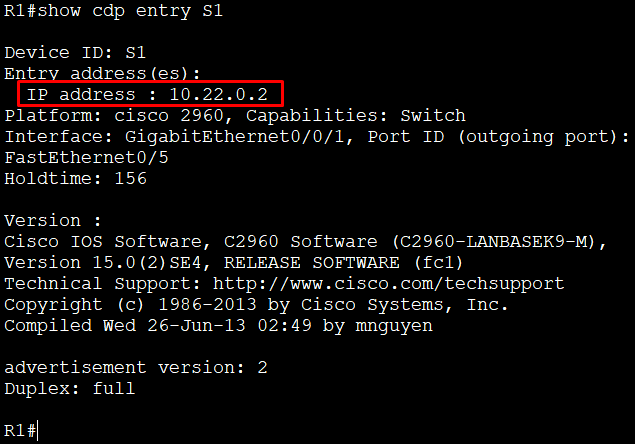 R1#show cdp entry S1
Device ID: S1
Entry address(es):
IP address : 10.22.0.2
Platform: cisco 2960, Capabilities: Switch
Interface: GigabitEthernet0/0/1, Port ID (outgoing port):
FastEthernet0/5
Holdtime: 156
Version :
Cisco IOS Software, C2960 Software (C2960-LANBASEK9-M),
Version 15.0(2)SE4, RELEASE SOFTWARE (fc1)
Technical Support: http://www.cisco.com/techsupport
Copyright (c) 1986-2013 by Cisco Systems, Inc.
Compiled Wed 26-Jun-13 02:49 by mnguyen
advertisement version: 2
Duplex: full
R1#